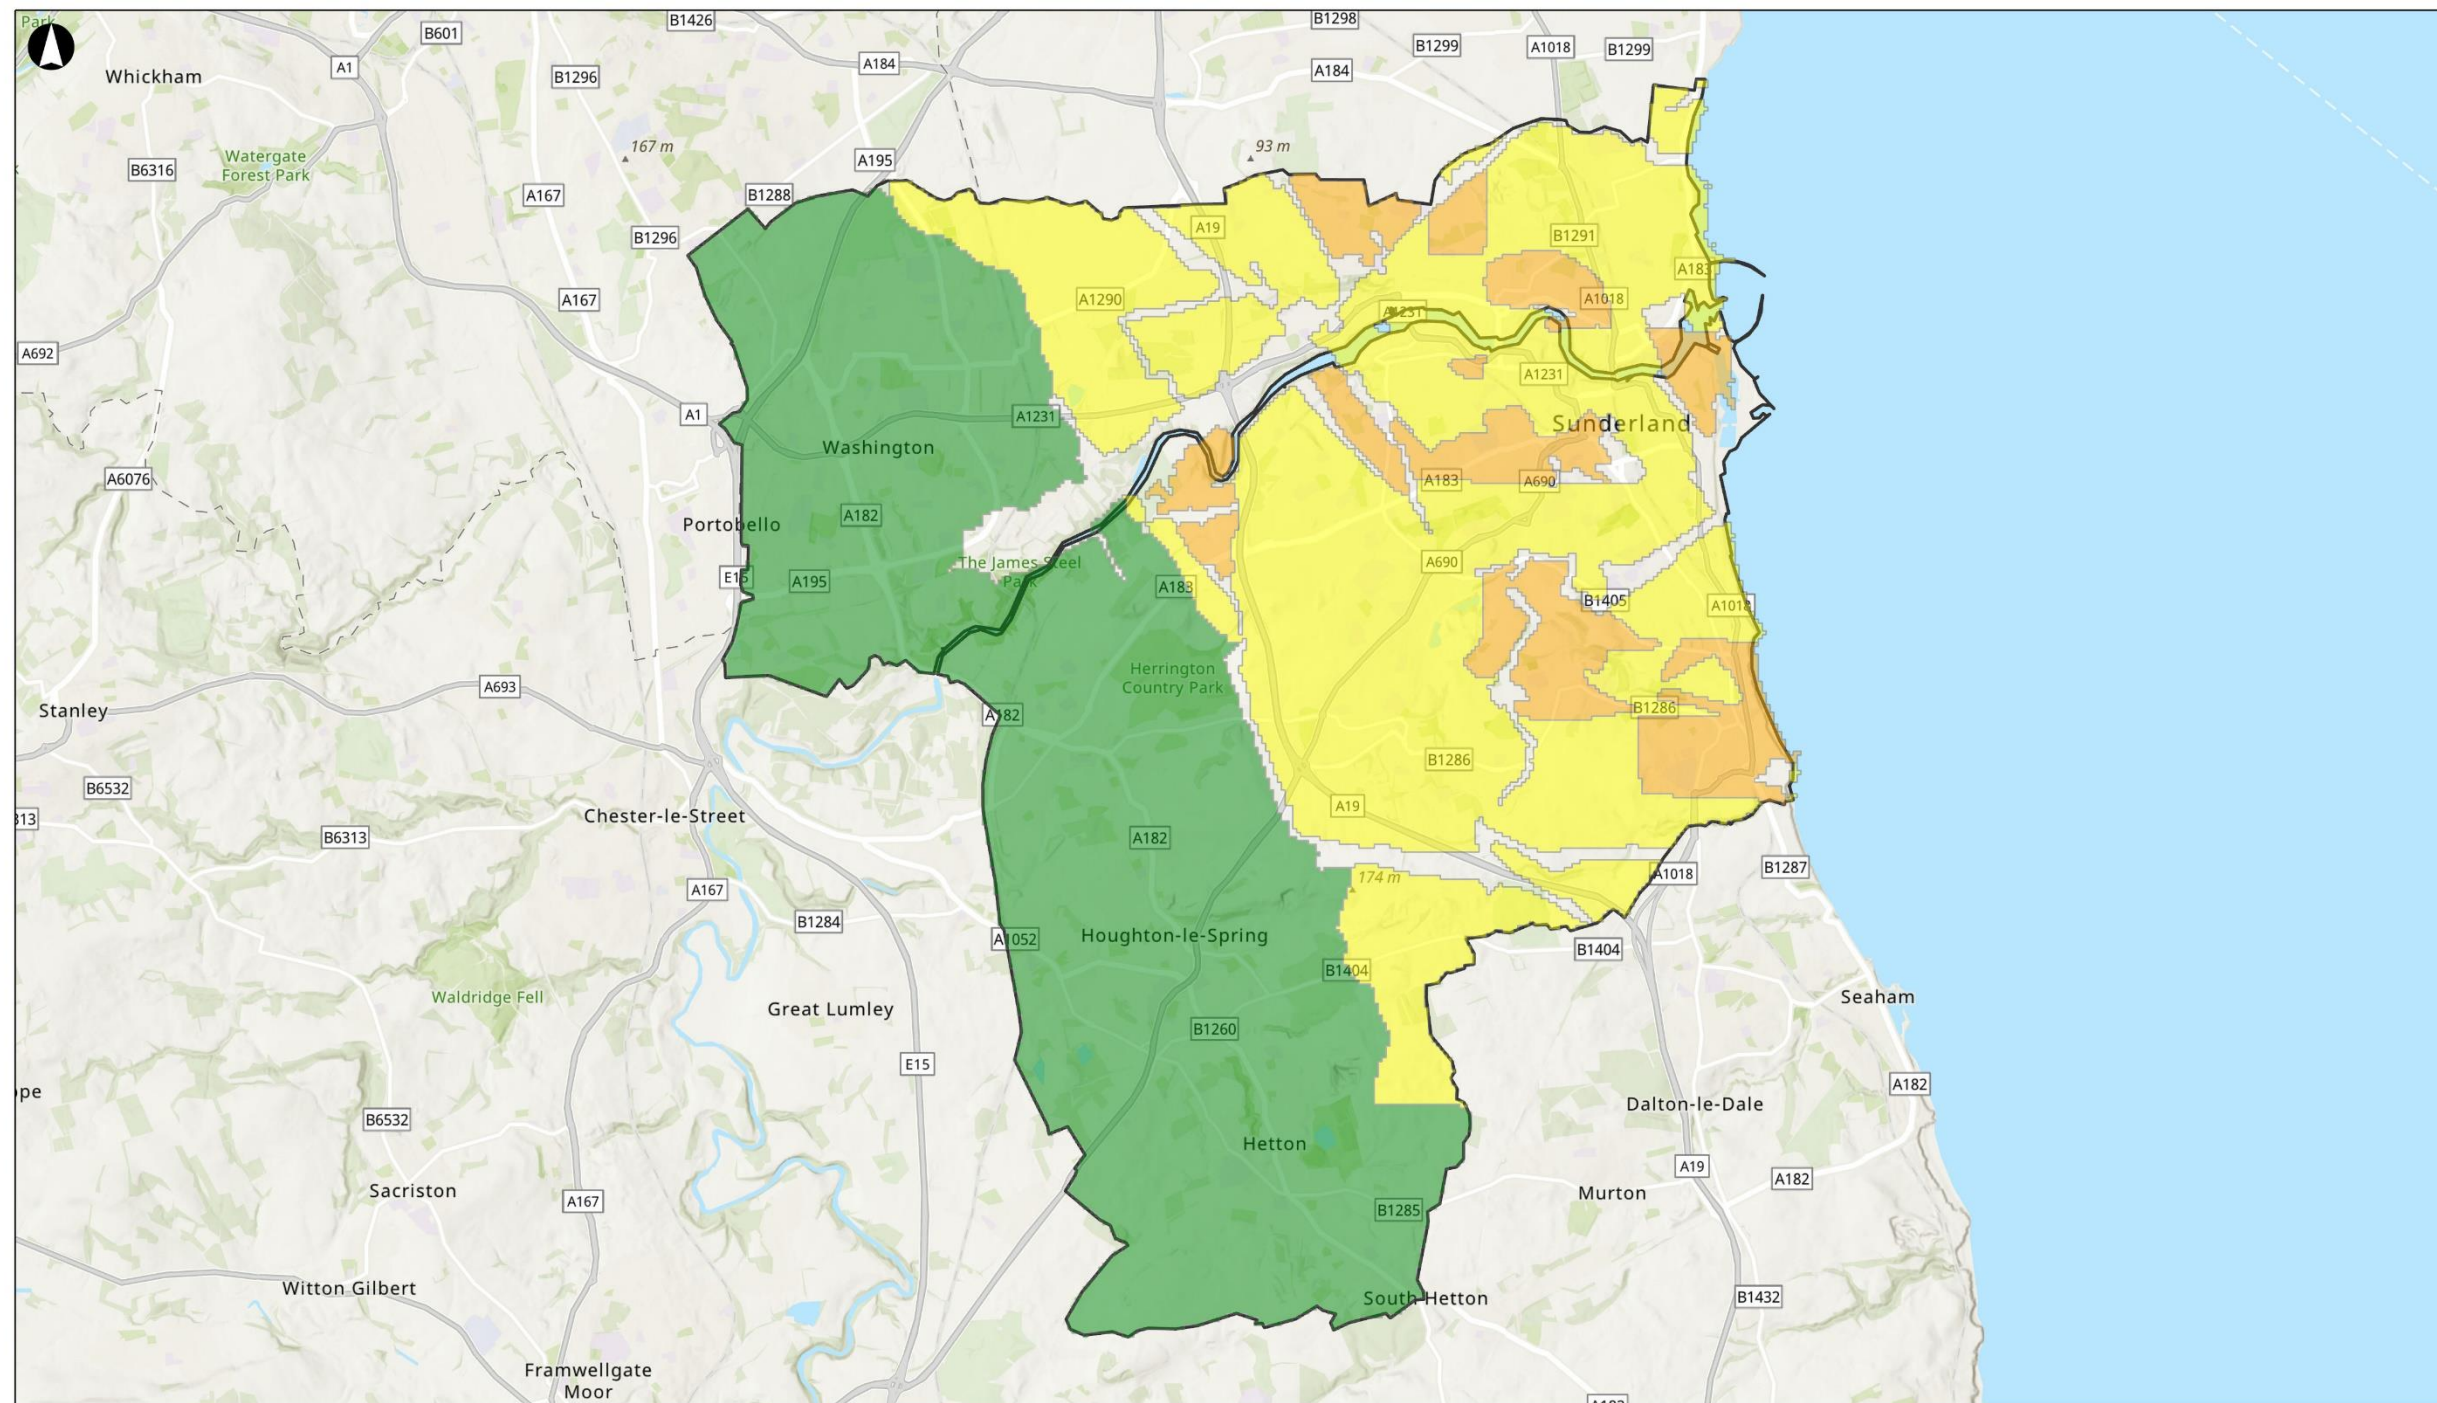 Park
B1426
B1298
B601
B1299
A1018
B1299
A1
A184
A184
Whickham
B1296
167 m
93 m
A195
Watergate
Forest Park
B6316
A167
B1288
B1296
A19
B1291
A183
A167
A1290
A1018
A1231
A692
A1231
A1
A1231
Sunderland
Washington
A6076
A183
A690
A182
Portobello
A690
The James Steel
Park
E15
A195
A183
B1405
A1018
Herrington
Country Park
A693
Stanley
A182
B1286
B1286
B6532
A19
313
Chester-le-Street
B6313
A182
A1018
B1287
174 m
A167
B1284
A1052
Houghton-le-Spring
B1404
B1404
Waldridge Fell
Great Lumley
Seaham
B1260
E15
ope
A182
B6532
Dalton-le-Dale
Hetton
A19
A182
Sacriston
A167
Murton
B1285
Witton Gilbert
South Hetton
B1432
Framwellgate
Moor